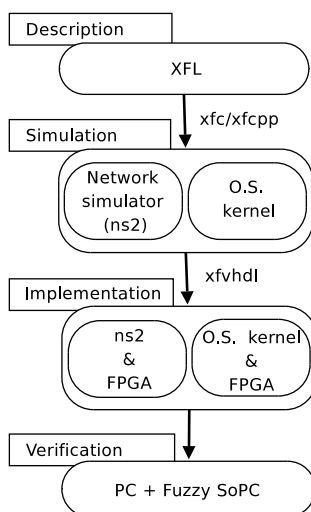 Description
XFL
xfc/xfcpp
Simulation
Network
simulator
(ns2)
O.S.
kernel
xfvhdl
Implementation
ns2
&
FPGA
O.S. kernel
&
FPGA
Verification
PC + Fuzzy SoPC